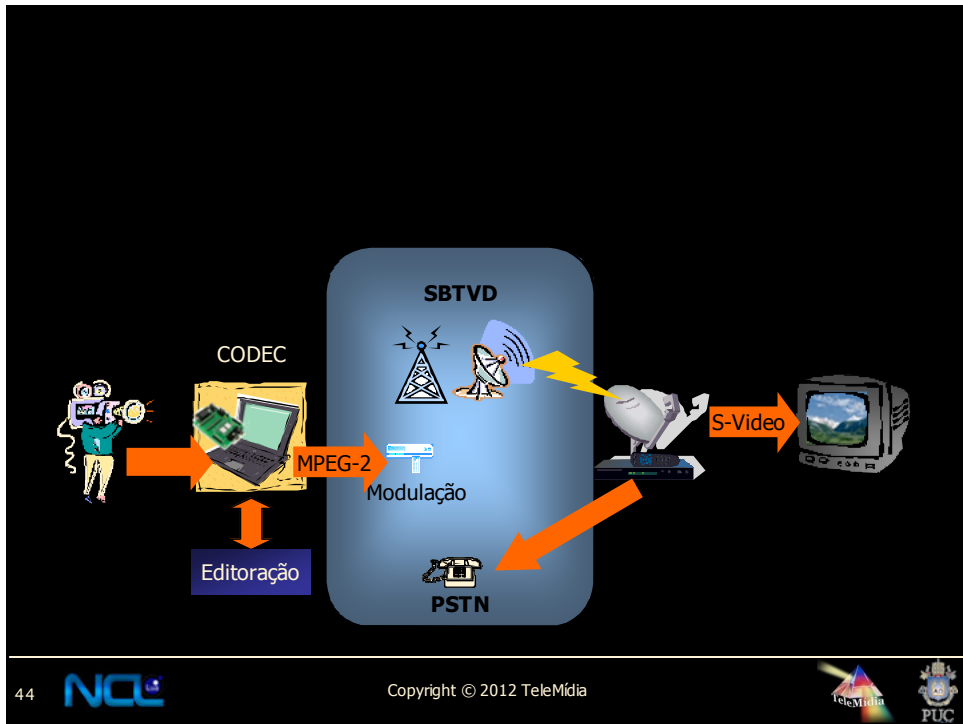 SBTVD
CODEC
S-Video
MPEG-2
Modulação
Editoração
PSTN
44
NCL
Copyright © 2012 TeleMídia
TeleMídia
PUC